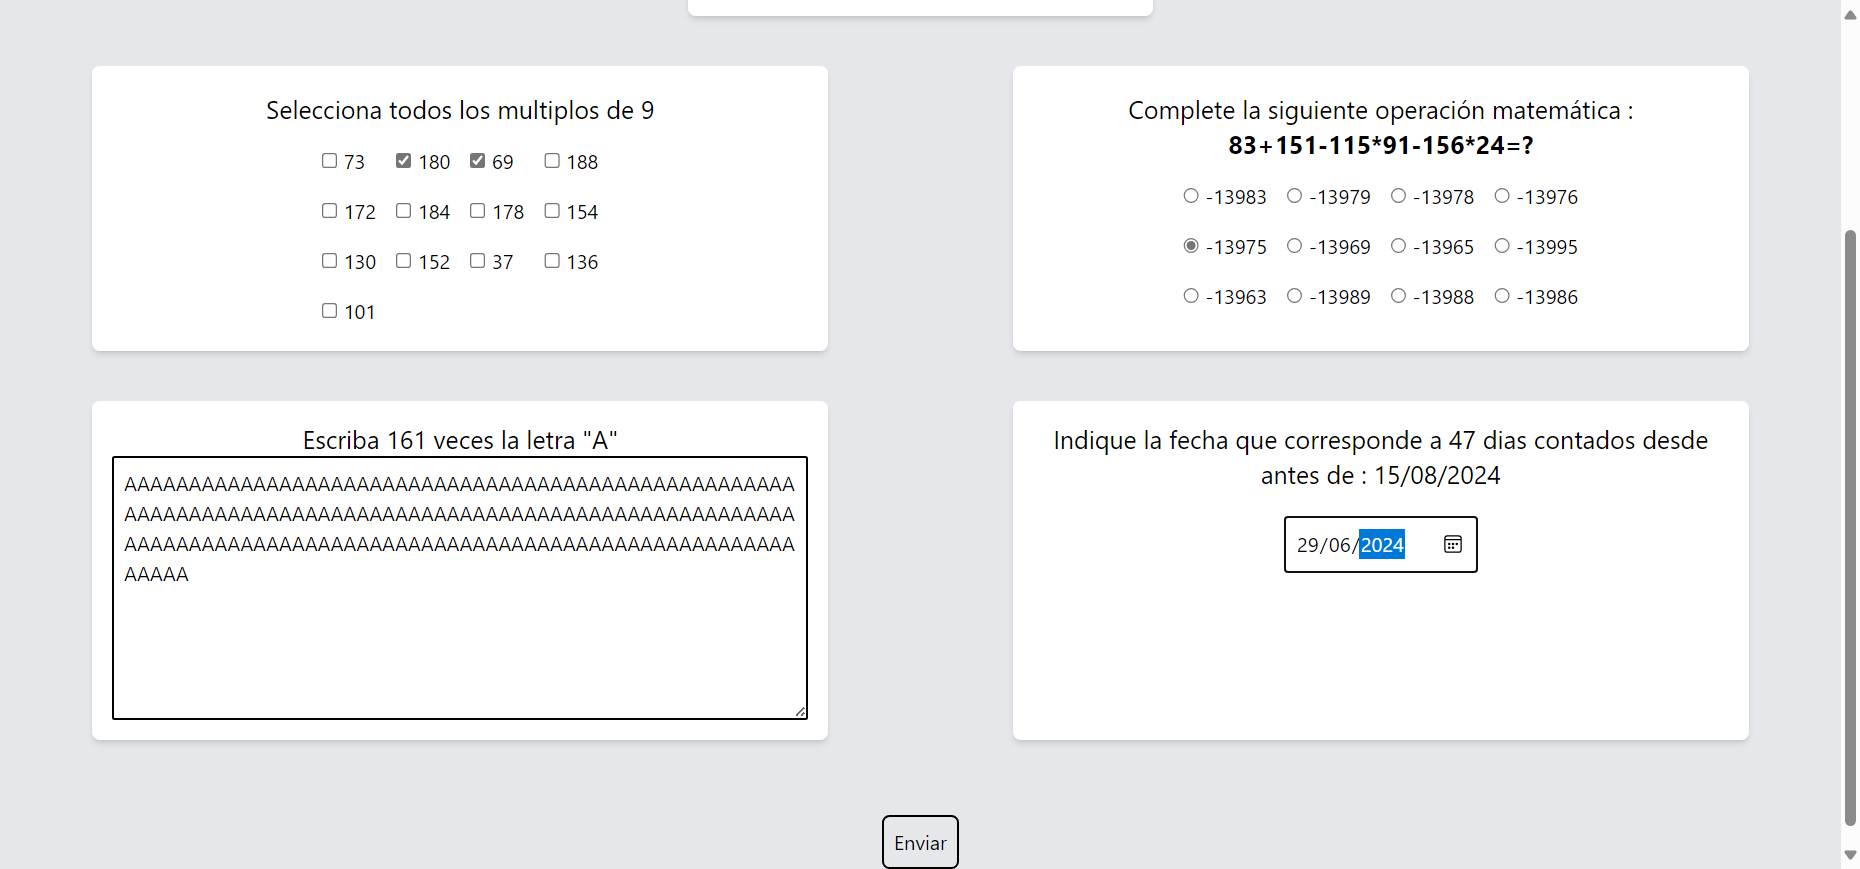 Selecciona todos los multiplos de 9
73 180 69 188
172 184 178 154
130 152 37 136
101
Complete la siguiente operación matemática :
83+151-115*91-156*24=?
-13983 -13979 -13978 -13976
-13975 -13969 -13965 -13995
-13963 -13989 -13988 -13986
Escriba 161 veces la letra "A"
AAAAAAAAAAAAAAAAAAAAAAAAAAAAAAAAAAAAAAAAAAAAAAAAAAAA
AAAAAAAAAAAAAAAAAAAAAAAAAAAAAAAAAAAAAAAAAAAAAAAAAAAA
AAAAAAAAAAAAAAAAAAAAAAAAAAAAAAAAAAAAAAAAAAAAAAAAAAAA
AAAAA
Indique la fecha que corresponde a 47 dias contados desde
antes de : 15/08/2024
29/06/2024
Enviar